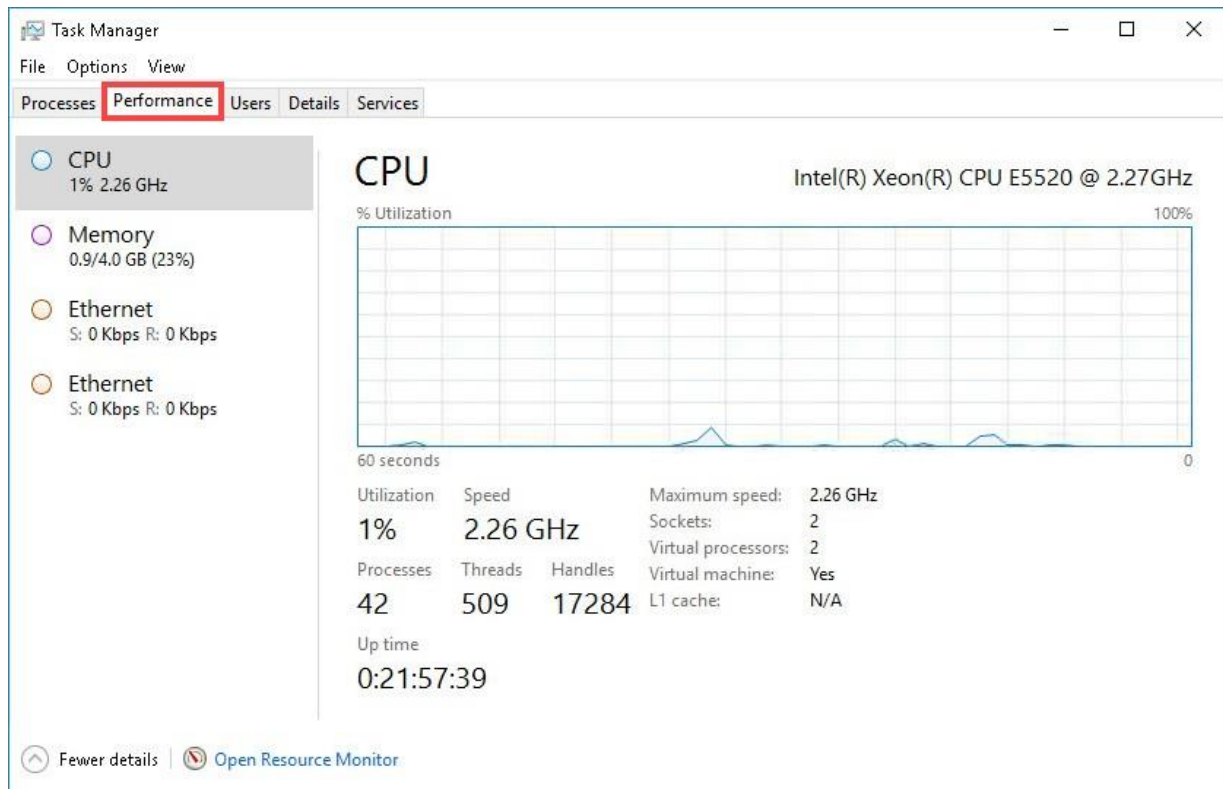 Task Manager
File Options View
Processes Performance Users Details Services
CPU
1% 2.26 GHz
Memory
0.9/4.0 GB (23%)
Ethernet
S: 0 Kbps R: 0 Kbps
Ethernet
S: 0 Kbps R: 0 Kbps
CPU Intel(R) Xeon(R) CPU E5520 @ 2.27GHz
% Utilization 100%
60 seconds 0
Utilization Speed
1% 2.26 GHz
Processes Threads Handles
42 509 17284
Up time
0:21:57:39
Maximum speed: 2.26 GHz
Sockets: 2
Virtual processors: 2
Virtual machine: Yes
L1 cache: N/A
Fewer details Open Resource Monitor